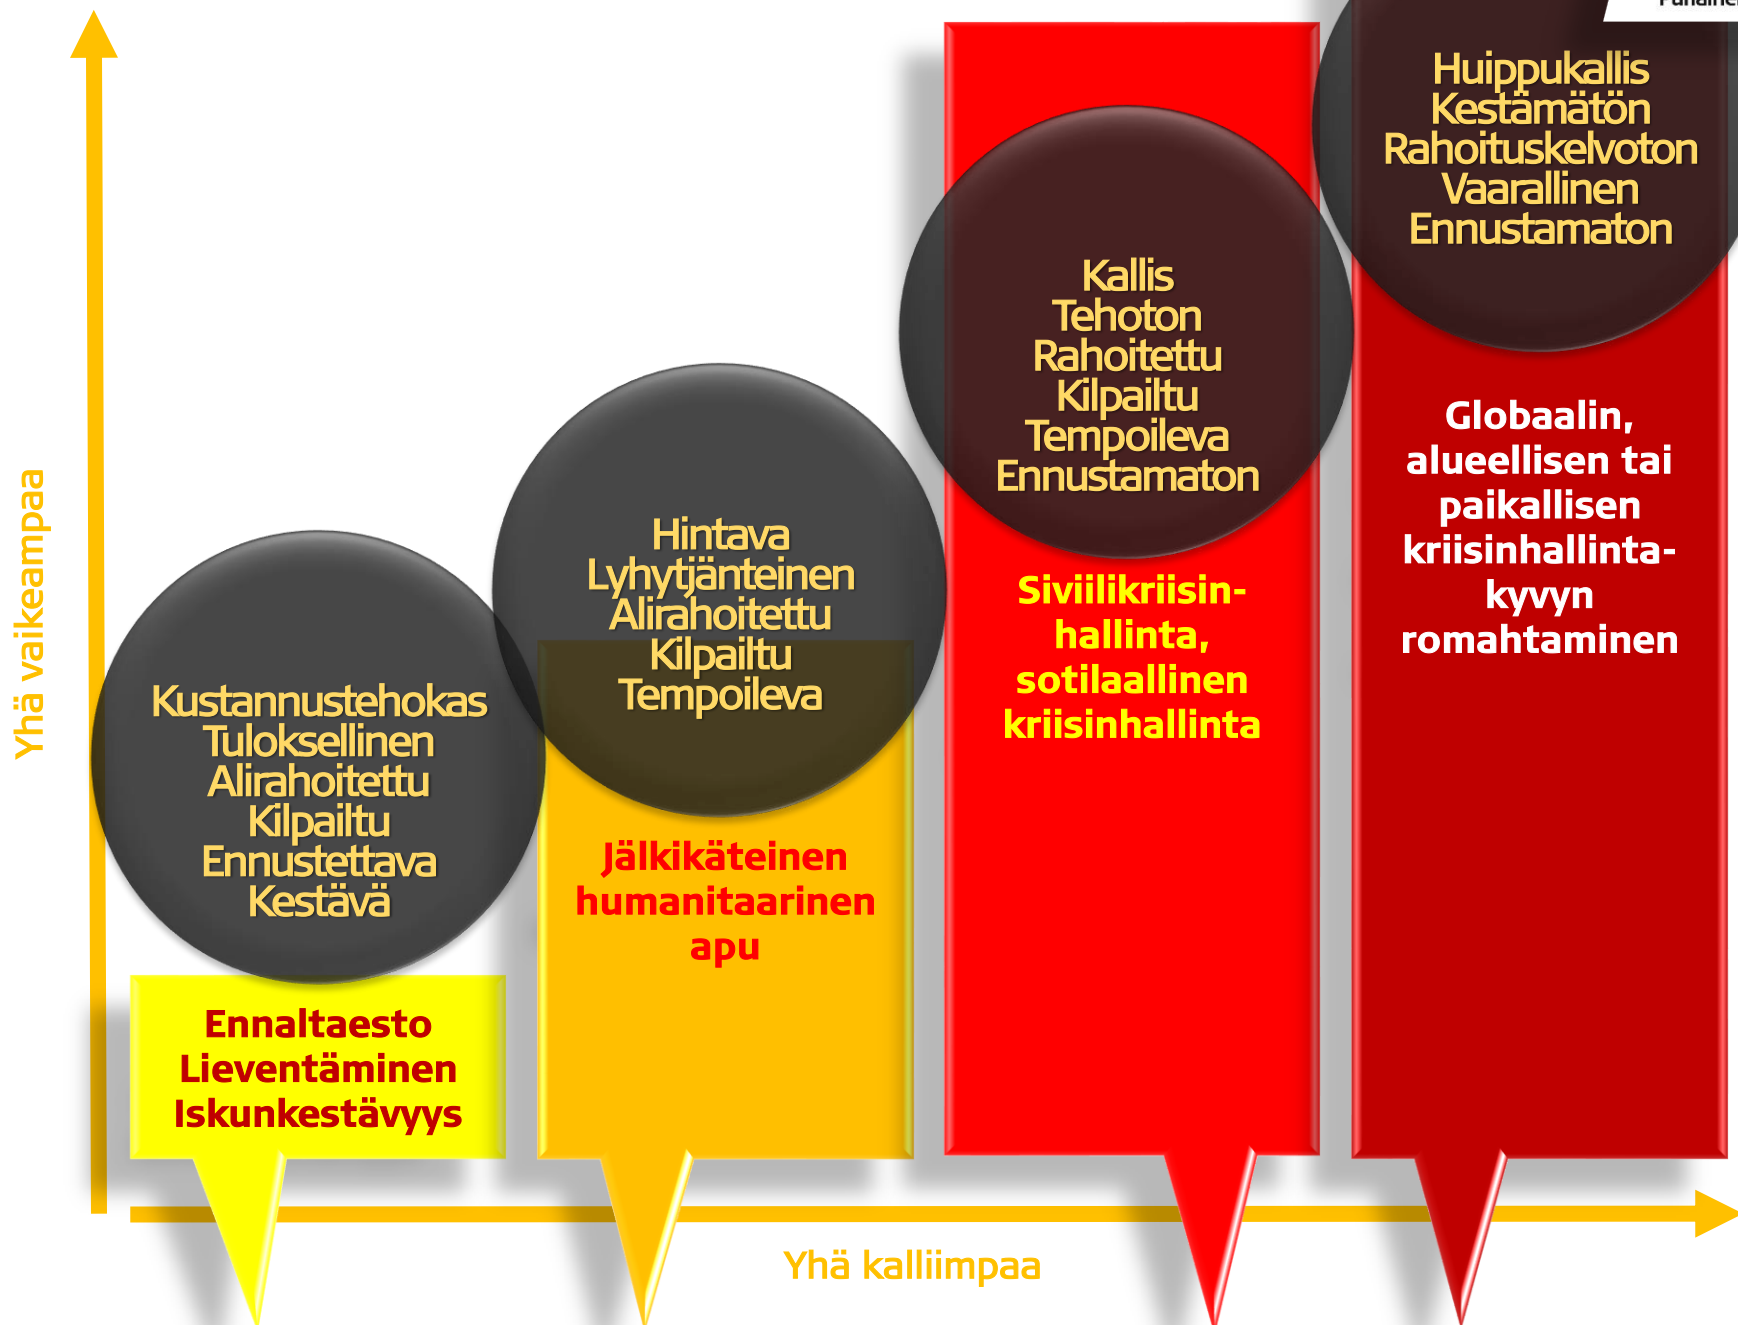 Huippukallis
Kestämätön
Rahoituskelvoton
Vaarallinen
Ennustamaton
Kallis
Tehoton
Rahoitettu
Kilpailtu
Tempoileva
Ennustamaton
Globaalin,
alueellisen tai
paikallisen
kriisinhallinta-
kyvyn
romahtaminen
Hintava
Lyhytjänteinen
Alirahoitettu
Kilpailtu
Tempoileva
Siviilikriisin-
hallinta,
sotilaallinen
kriisinhallinta
Yhä vaikeampaa
Kustannustehokas
Tuloksellinen
Alirahoitettu
Kilpailtu
Ennustettava
Kestävä
Jälkikäteinen
humanitaarinen
apu
Ennaltaesto
Lieventäminen
Iskunkestävyys
Yhä kalliimpaa